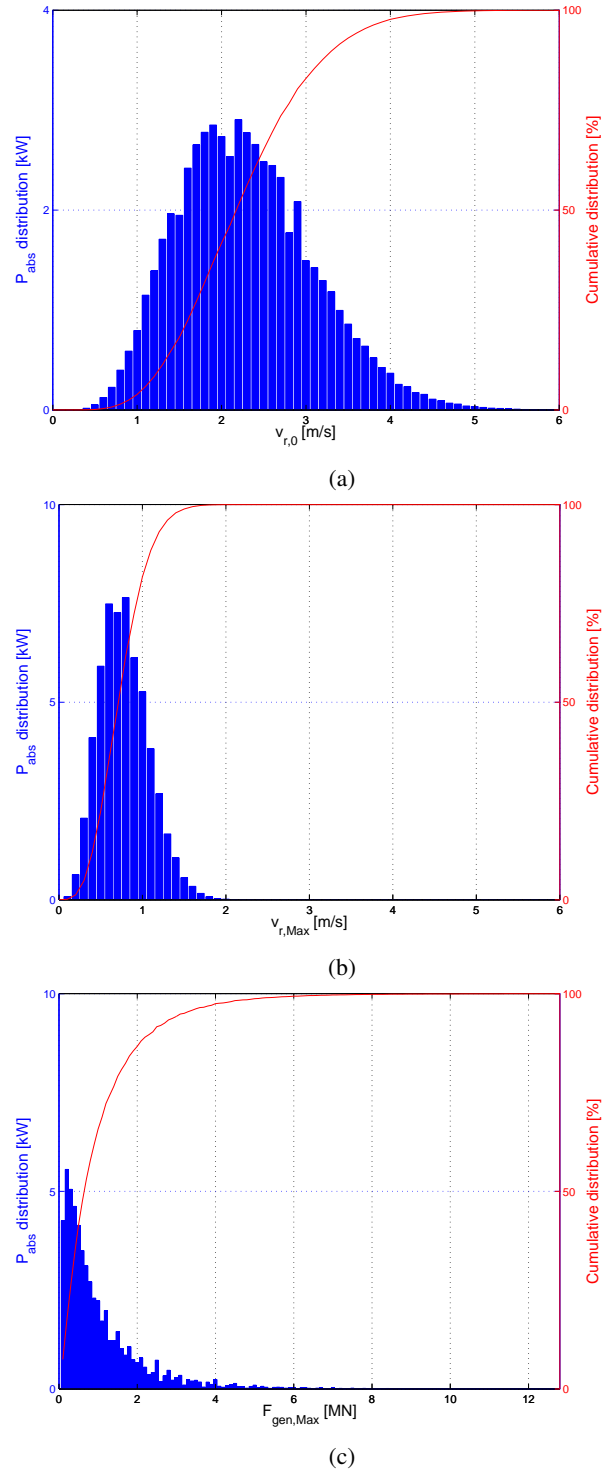 4
2
0
P_abs distribution [kW]
100
50
0
Cumulative distribution [%]
0 1 2 3 4 5 6
v_r,0 [m/s]
(a)
10
5
0
P_abs distribution [kW]
100
50
0
Cumulative distribution [%]
0 1 2 3 4 5 6
v_r,Max [m/s]
(b)
10
5
0
P_abs distribution [kW]
100
50
0
Cumulative distribution [%]
0 2 4 6 8 10 12
F_gen,Max [MN]
(c)